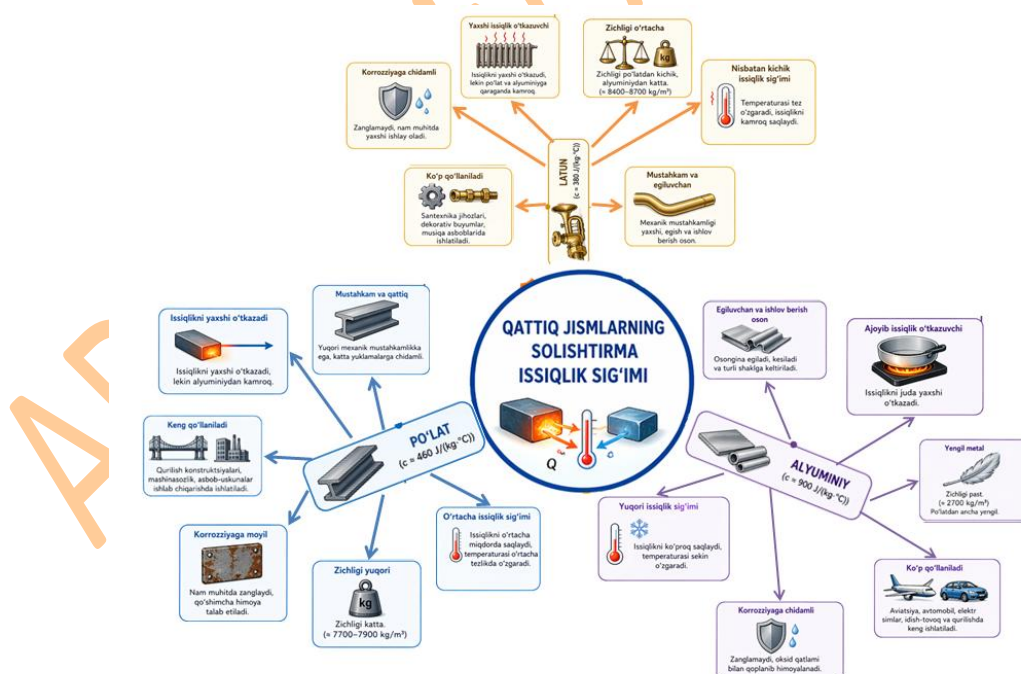 Yaxshi issiqlik o‘tkazuvchi
Issiqlikni yaxshi o‘tkazudi,
lekin po‘lat va alyuminiyga
qaraganda kamroq.
Zichligi o‘rtacha
kg
Zichligi po‘latdan kichik,
alyuminiydan katta.
(≈ 8400–8700 kg/m³)
Korrozziyaga chidamli
Zanglamaydi, nam muhitda
yaxshi ishlay oladi.
Nisbatan kichik
issiqlik sig‘imi
Temperaturasi tez
o‘zgaradi, issiqlikni
kamroq saqlaydi.
Ko‘p qo‘llaniladi
Santexnika jihozlari,
dekorativ buyumlar,
musiqa asboblarida
ishlatiladi.
LATUN
(c ≈ 380 J/(kg·°C))
Mustahkam va
egiluvchan
Mexanik mustahkamligi
yaxshi, egish va ishlov
berish oson.
QATTIQ JISMLARNING
SOLISHTIRMA
ISSIQLIK SIG‘IMI
Q
Issiqlikni yaxshi o‘tkazadi
Issiqlikni yaxshi o‘tkazadi,
lekin alyuminiydan kamroq.
Mustahkam va qattiq
Yuqori mexanik mustahkamlikka
ega, katta yuklamalarga chidamli.
Keng qo‘llaniladi
Qurilish konstruktsiyalari,
mashinasozlik, asbob-uskunalar
ishlab chiqarishda ishlatiladi.
PO‘LAT
(c ≈ 460 J/(kg·°C))
Korrozziyaga moyil
Nam muhitda zanglaydi,
qo‘shimcha himoya
talab etiladi.
Zichligi yuqori
kg
Zichligi katta.
(≈ 7700–7900 kg/m³)
O‘rtacha issiqlik sig‘imi
Issiqlikni o‘rtacha
miqdorda saqlaydi,
temperaturasi o‘rtacha
tezlikda o‘zgaradi.
Egiluvchan va ishlov berish
oson
Osongina egiladi, kesiladi
va turli shaklga keltiriladi.
Ajoyib issiqlik o‘tkazuvchi
Issiqlikni juda yaxshi
o‘tkazadi.
ALYUMINIY
(c ≈ 900 J/(kg·°C))
Yengil metal
Zichligi past.
(≈ 2700 kg/m³)
Po‘latdan ancha yengil.
Yuqori issiqlik sig‘imi
Issiqlikni ko‘proq saqlaydi,
temperaturasi sekin
o‘zgaradi.
Ko‘p qo‘llaniladi
Aviatsiya, avtomobil, elektr
simlar, idish-tovoq va qurilishda
keng ishlatiladi.
Korrozziyaga chidamli
Zanglamaydi, oksid qatlami
bilan qoplanib himoyalanadi.